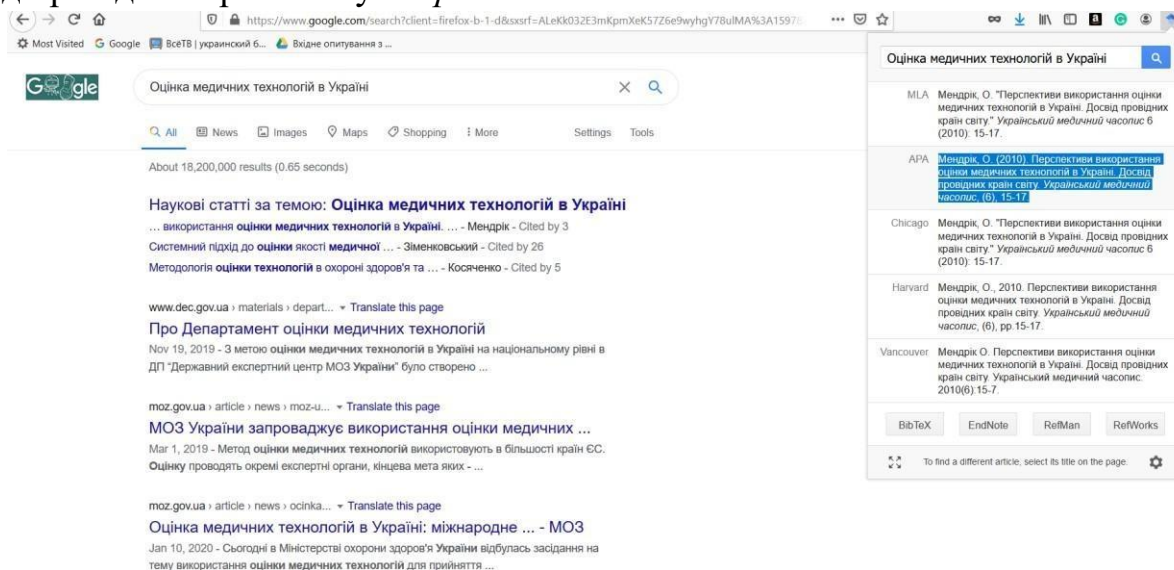 https://www.google.com/search?client=firefox-b-1-d&sxsrf=ALeKk032E3mKpmXeK57Z6e9wyhgY78ulMA%3A1597
Most Visited Google ВсёТВ | украинский б... Вхідне опитування з ...
Google
Оцінка медичних технологій в Україні
All News Images Maps Shopping More Settings Tools
About 18,200,000 results (0.65 seconds)
Наукові статті за темою: Оцінка медичних технологій в Україні
… використання оцінки медичних технологій в Україні. … - Мендрік - Cited by 3
Системний підхід до оцінки якості медичної … - Зіменковський - Cited by 26
Методологія оцінки технологій в охороні здоров'я та … - Косяченко - Cited by 5
www.dec.gov.ua › materials › depart... Translate this page
Про Департамент оцінки медичних технологій
Nov 19, 2019 - З метою оцінки медичних технологій в Україні на національному рівні в
ДП "Державний експертний центр МОЗ України" було створено ...
moz.gov.ua › article › news › moz-u... Translate this page
МОЗ України запроваджує використання оцінки медичних ...
Mar 1, 2019 - Метод оцінки медичних технологій використовують в більшості країн ЄС.
Оцінку проводять окремі експертні органи, кінцева мета яких - ...
moz.gov.ua › article › news › ocinka... Translate this page
Оцінка медичних технологій в Україні: міжнародне ... - МОЗ
Jan 10, 2020 - Сьогодні в Міністерстві охорони здоров'я України відбулась засідання на
тему використання оцінки медичних технологій для прийняття ...
Оцінка медичних технологій в Україні
MLA Мендрік, О. "Перспективи використання оцінки
медичних технологій в Україні. Досвід провідних
країн світу." Український медичний часопис 6
(2010): 15-17.
APA Мендрік, О. (2010). Перспективи використання
оцінки медичних технологій в Україні. Досвід
провідних країн світу. Український медичний
часопис, (6), 15-17.
Chicago Мендрік, О. "Перспективи використання оцінки
медичних технологій в Україні. Досвід провідних
країн світу." Український медичний часопис 6
(2010): 15-17.
Harvard Мендрік, О., 2010. Перспективи використання
оцінки медичних технологій в Україні. Досвід
провідних країн світу. Український медичний
часопис, (6), pp.15-17.
Vancouver Мендрік О. Перспективи використання оцінки
медичних технологій в Україні. Досвід провідних
країн світу. Український медичний часопис.
2010(6):15-7.
BibTeX EndNote RefMan RefWorks
To find a different article, select its title on the page.